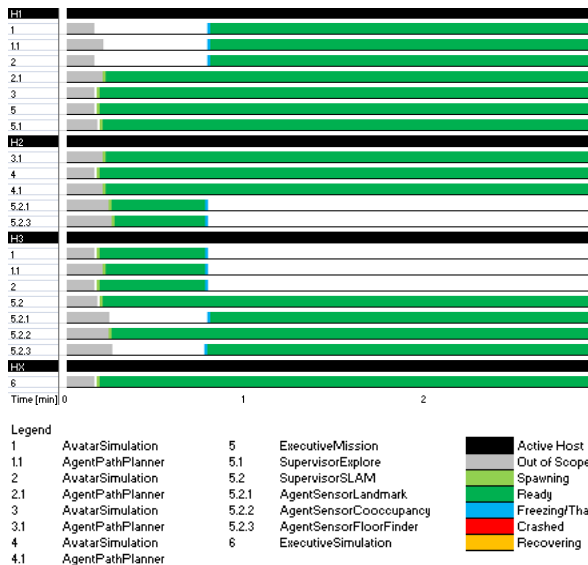 H1
1
1.1
2
2.1
3
5
5.1
H2
3.1
4
4.1
5.2.1
5.2.3
H3
1
1.1
2
5.2
5.2.1
5.2.2
5.2.3
HX
6
Time [min] 0 1 2
Legend
1 AvatarSimulation 5 ExecutiveMission Active Host
1.1 AgentPathPlanner 5.1 SupervisorExplore Out of Scope
2 AvatarSimulation 5.2 SupervisorSLAM Spawning
2.1 AgentPathPlanner 5.2.1 AgentSensorLandmark Ready
3 AvatarSimulation 5.2.2 AgentSensorCooccupancy Freezing/Tha
3.1 AgentPathPlanner 5.2.3 AgentSensorFloorFinder Crashed
4 AvatarSimulation 6 ExecutiveSimulation Recovering
4.1 AgentPathPlanner